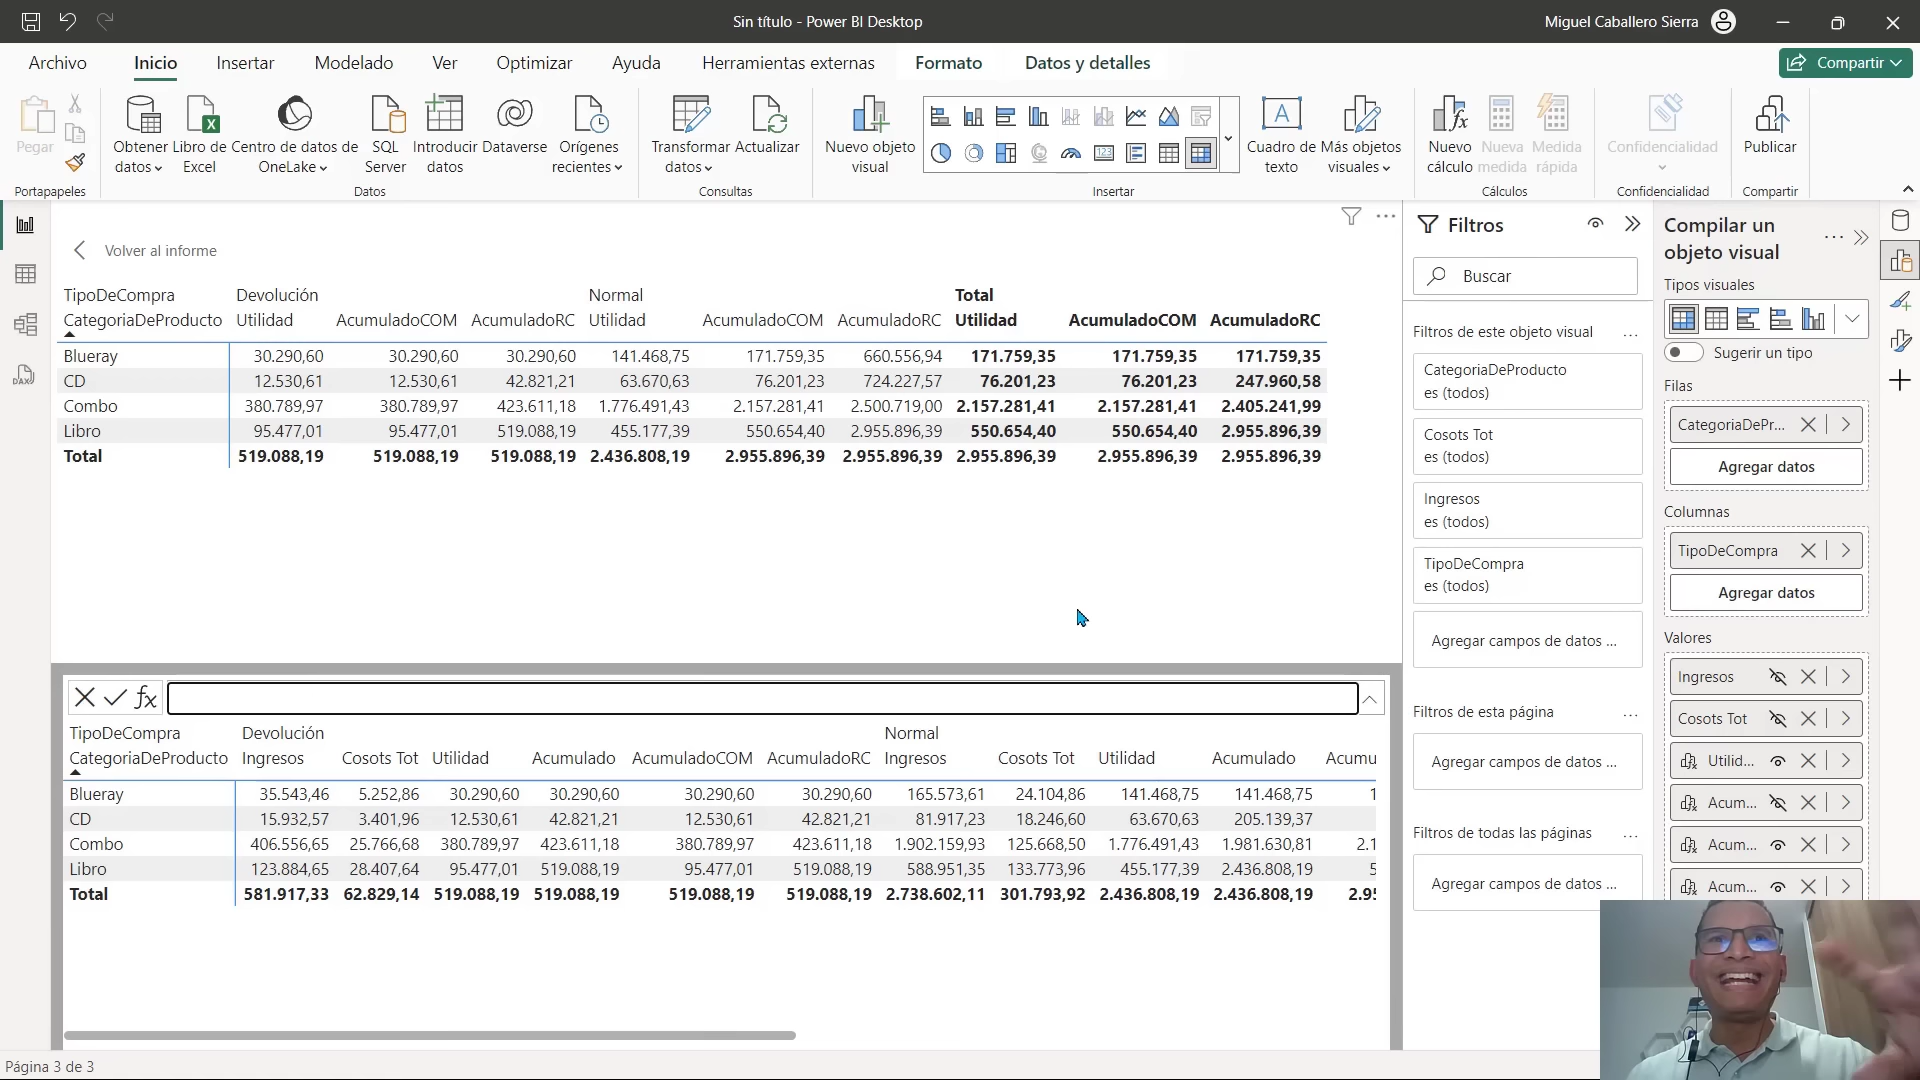 Sin título - Power BI Desktop
Miguel Caballero Sierra
Archivo Inicio Insertar Modelado Ver Optimizar Ayuda Herramientas externas Formato Datos y detalles
Compartir
Pegar
Portapapeles
Obtener datos
Libro de Excel
Centro de datos de OneLake
SQL Server
Introducir datos
Dataverse
Orígenes recientes
Datos
Transformar datos
Actualizar
Consultas
Nuevo objeto visual
Cuadro de texto
Más objetos visuales
Insertar
Nuevo cálculo
Nueva medida
Medida rápida
Cálculos
Confidencialidad
Confidencialidad
Publicar
Compartir
Volver al informe
TipoDeCompra Devolución Normal Total
CategoriaDeProducto Utilidad AcumuladoCOM AcumuladoRC Utilidad AcumuladoCOM AcumuladoRC Utilidad AcumuladoCOM AcumuladoRC
Blueray 30.290,60 30.290,60 30.290,60 141.468,75 171.759,35 660.556,94 171.759,35 171.759,35 171.759,35
CD 12.530,61 12.530,61 42.821,21 63.670,63 76.201,23 724.227,57 76.201,23 76.201,23 247.960,58
Combo 380.789,97 380.789,97 423.611,18 1.776.491,43 2.157.281,41 2.500.719,00 2.157.281,41 2.157.281,41 2.405.241,99
Libro 95.477,01 95.477,01 519.088,19 455.177,39 550.654,40 2.955.896,39 550.654,40 550.654,40 2.955.896,39
Total 519.088,19 519.088,19 519.088,19 2.436.808,19 2.955.896,39 2.955.896,39 2.955.896,39 2.955.896,39 2.955.896,39
fx
TipoDeCompra Devolución Normal
CategoriaDeProducto Ingresos Cosots Tot Utilidad Acumulado AcumuladoCOM AcumuladoRC Ingresos Cosots Tot Utilidad Acumulado Acumu
Blueray 35.543,46 5.252,86 30.290,60 30.290,60 30.290,60 30.290,60 165.573,61 24.104,86 141.468,75 141.468,75 1
CD 15.932,57 3.401,96 12.530,61 42.821,21 12.530,61 42.821,21 81.917,23 18.246,60 63.670,63 205.139,37
Combo 406.556,65 25.766,68 380.789,97 423.611,18 380.789,97 423.611,18 1.902.159,93 125.668,50 1.776.491,43 1.981.630,81 2.1
Libro 123.884,65 28.407,64 95.477,01 519.088,19 95.477,01 519.088,19 588.951,35 133.773,96 455.177,39 2.436.808,19 5
Total 581.917,33 62.829,14 519.088,19 519.088,19 519.088,19 519.088,19 2.738.602,11 301.793,92 2.436.808,19 2.436.808,19 2.95
Página 3 de 3
Filtros
Buscar
Filtros de este objeto visual ...
CategoriaDeProducto
es (todos)
Cosots Tot
es (todos)
Ingresos
es (todos)
TipoDeCompra
es (todos)
Agregar campos de datos ...
Filtros de esta página ...
Agregar campos de datos ...
Filtros de todas las páginas ...
Agregar campos de datos ...
Compilar un
objeto visual
Tipos visuales
Sugerir un tipo
Filas
CategoriaDePr...
Agregar datos
Columnas
TipoDeCompra
Agregar datos
Valores
Ingresos
Cosots Tot
Utilid...
Acum...
Acum...
Acum...